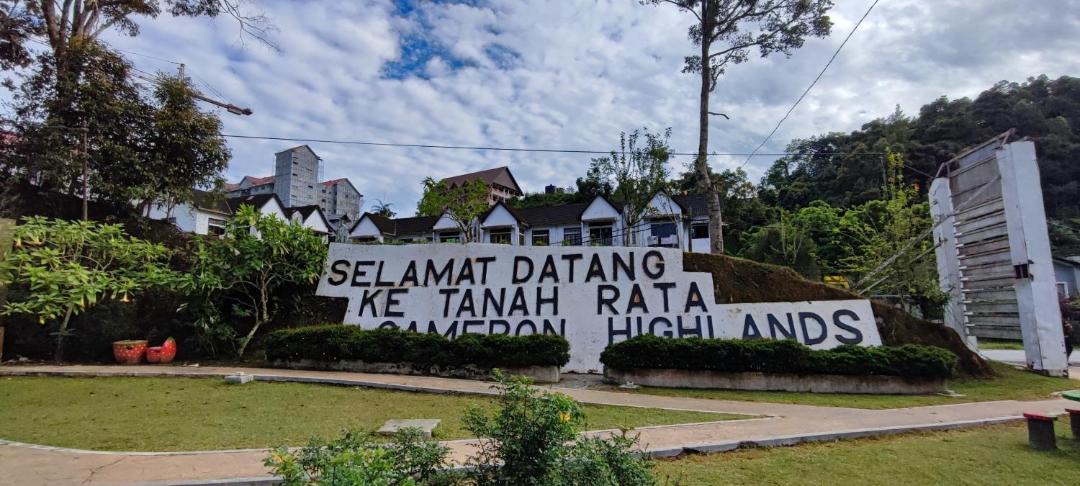 SELAMAT DATANG
KE TANAH RATA
CAMERON HIGHLANDS